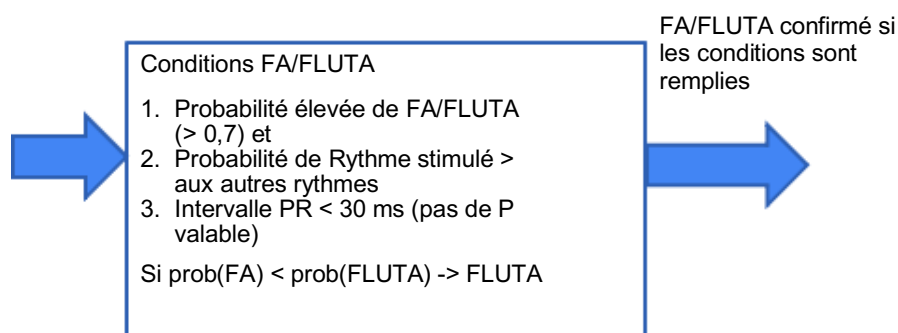 FA/FLUTA confirmé si
les conditions sont
remplies
Conditions FA/FLUTA
1. Probabilité élevée de FA/FLUTA
(> 0,7) et
2. Probabilité de Rythme stimulé >
aux autres rythmes
3. Intervalle PR < 30 ms (pas de P
valable)
Si prob(FA) < prob(FLUTA) -> FLUTA